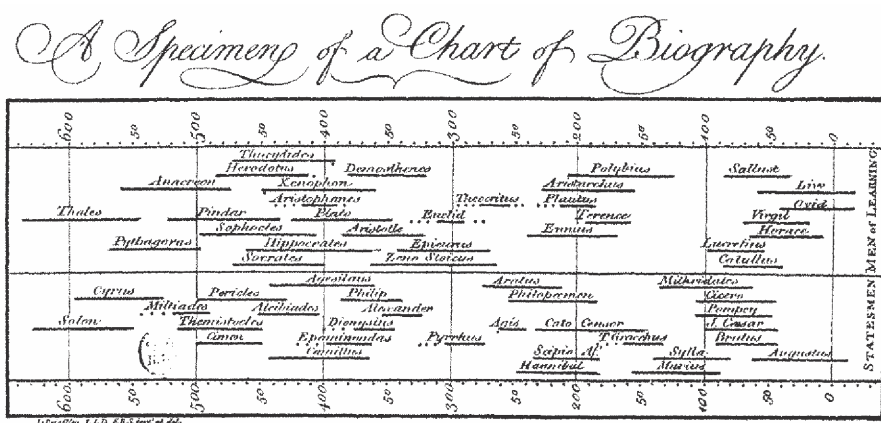 A Specimen of a Chart of Biography.
600 50 500 50 400 50 300 50 200 50 100 50 0
Thucydides
Herodotus Demosthenes Polybius Sallust
Anacreon Xenophon Aristarchus Livy
Aristophanes Theocritus Plautus Ovid
Thales Pindar Plato Euclid Terence Virgil
Sophocles Aristotle Ennius Horace
Pythagoras Hippocrates Epicurus Lucretius
Socrates Zeno Stoicus Catullus
MEN of LEARNING
Agesilaus Aratus Mithridates
Cyrus Pericles Philip Philopœmen Cicero
Miltiades Alcibiades Alexander Pompey
Solon Themistocles Dionysius Agis Cato Censor J. Cæsar
Cimon Epaminondas Pyrrhus T. Gracchus Brutus
Camillus Scipio Af. Sylla Augustus
Hannibal Marius
STATESMEN
600 50 500 50 400 50 300 50 200 50 100 50 0